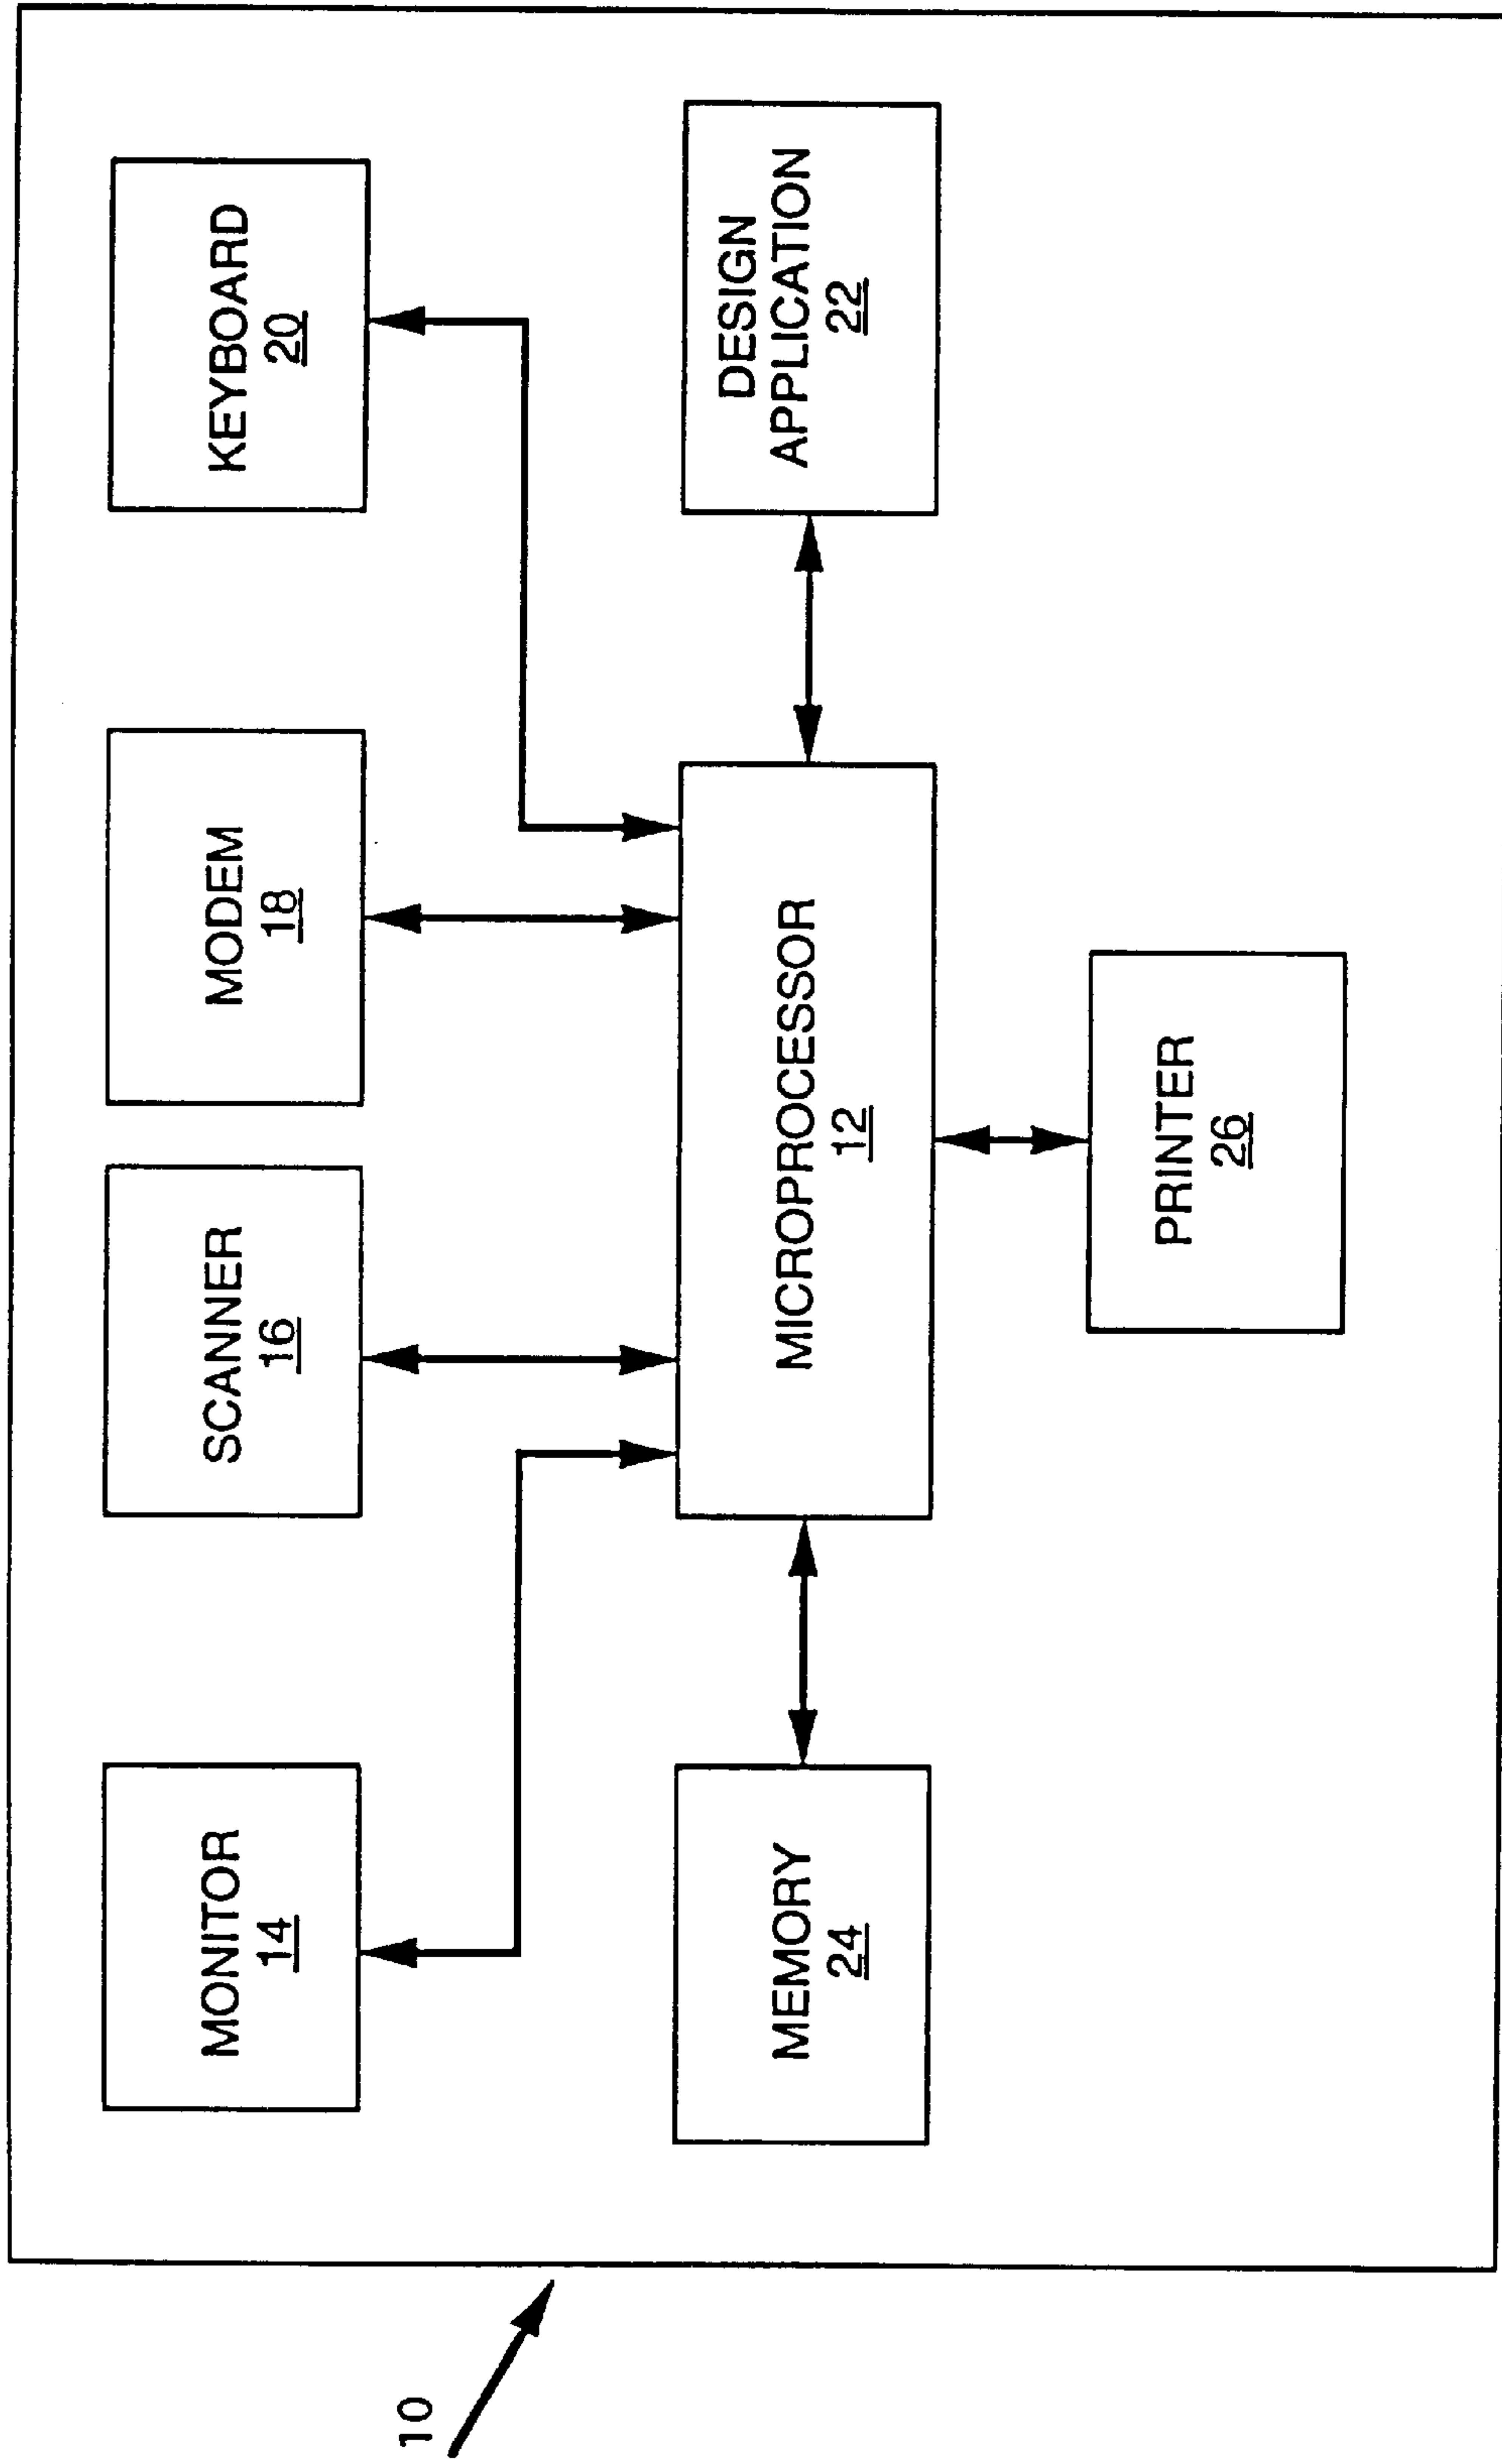 10
MONITOR
14
SCANNER
16
MODEM
18
KEYBOARD
20
MEMORY
24
MICROPROCESSOR
12
DESIGN
APPLICATION
22
PRINTER
26